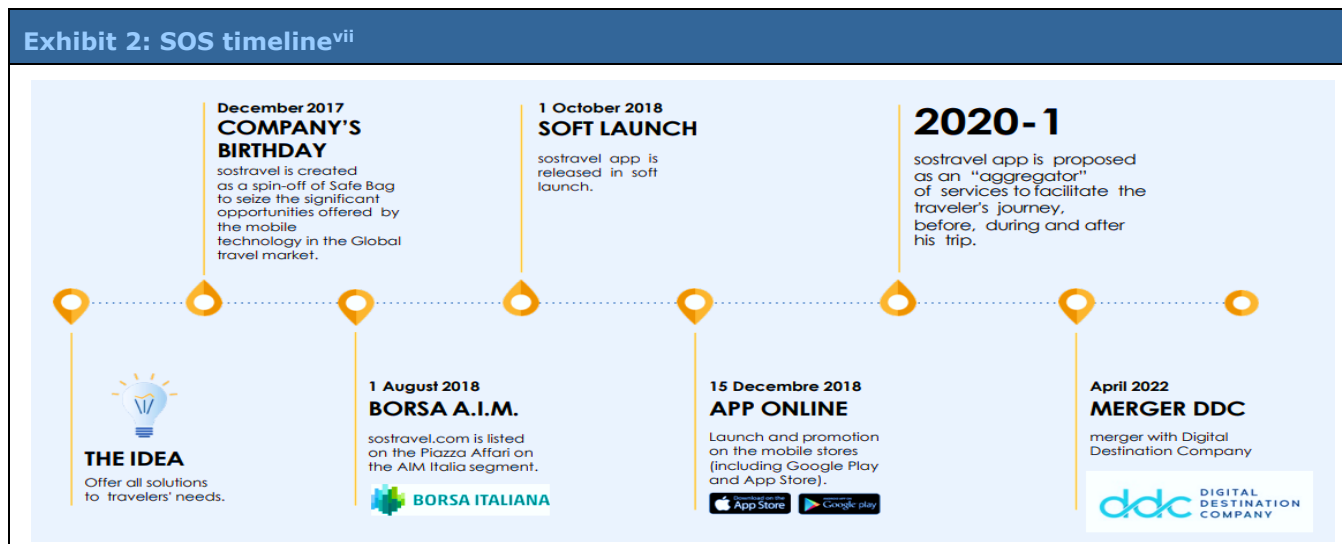 Exhibit 2: SOS timelinevii
December 2017
COMPANY'S
BIRTHDAY
sostravel is created
as a spin-off of Safe Bag
to seize the significant
opportunities offered by
the mobile
technology in the Global
travel market.
1 October 2018
SOFT LAUNCH
sostravel app is
released in soft
launch.
2020-1
sostravel app is proposed
as an “aggregator”
of services to facilitate the
traveler's journey,
before, during and after
his trip.
THE IDEA
Offer all solutions
to travelers' needs.
1 August 2018
BORSA A.I.M.
sostravel.com is listed
on the Piazza Affari on
the AIM Italia segment.
BORSA ITALIANA
15 Decembre 2018
APP ONLINE
Launch and promotion
on the mobile stores
(including Google Play
and App Store).
Download on the
App Store
Google play
April 2022
MERGER DDC
merger with Digital
Destination Company
ddc
DIGITAL
DESTINATION
COMPANY